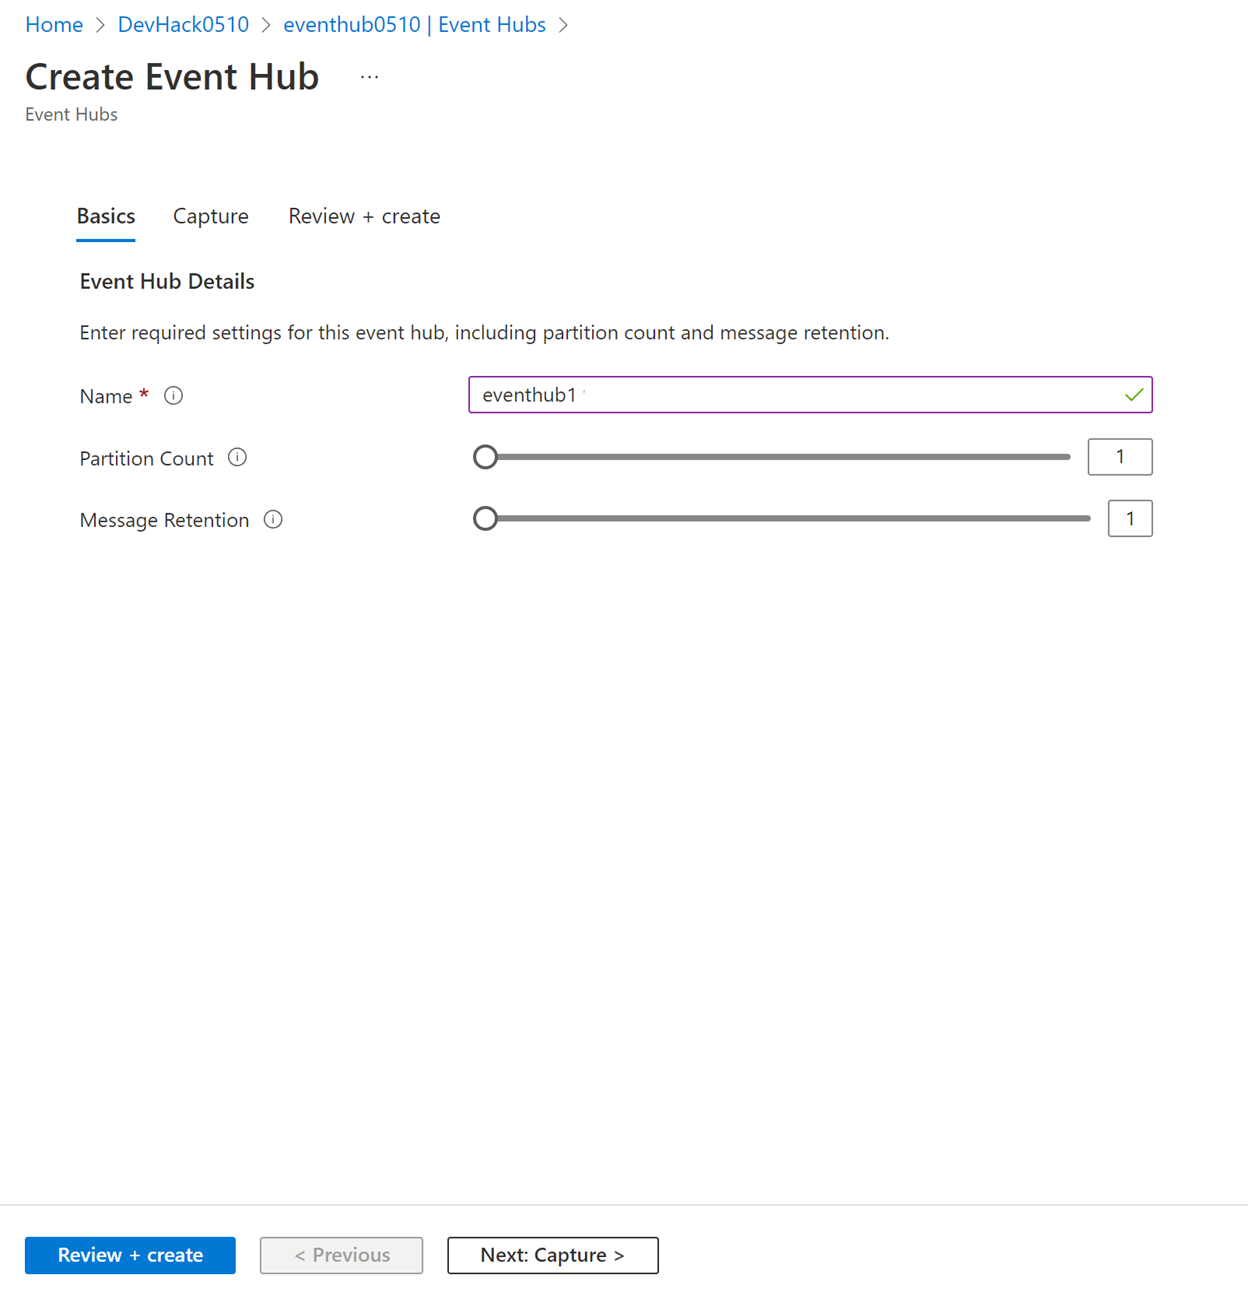 Home > DevHack0510 > eventhub0510 | Event Hubs >
Create Event Hub ...
Event Hubs
Basics Capture Review + create
Event Hub Details
Enter required settings for this event hub, including partition count and message retention.
Name * eventhub1
Partition Count 1
Message Retention 1
Review + create < Previous Next: Capture >